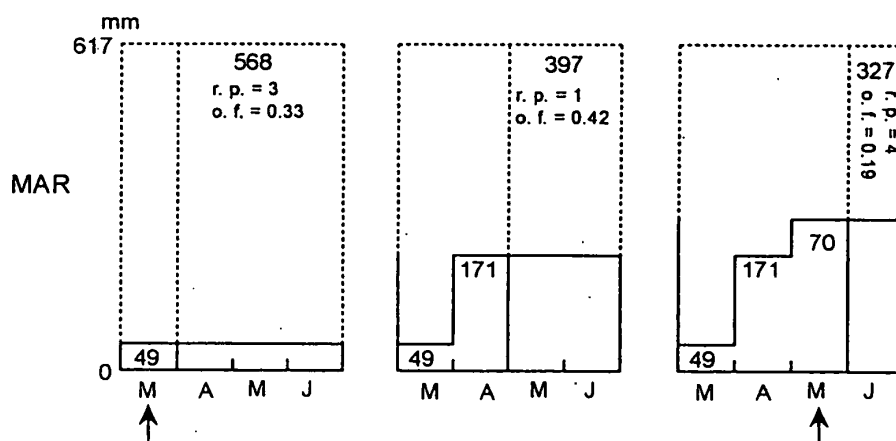 mm
617
568
r. p. = 3
o. f. = 0.33
397
r. p. = 1
o. f. = 0.42
327
r. p. = 4
o. f. = 0.19
MAR
49
49
171
49
171
70
0
M A M J
M A M J
M A M J